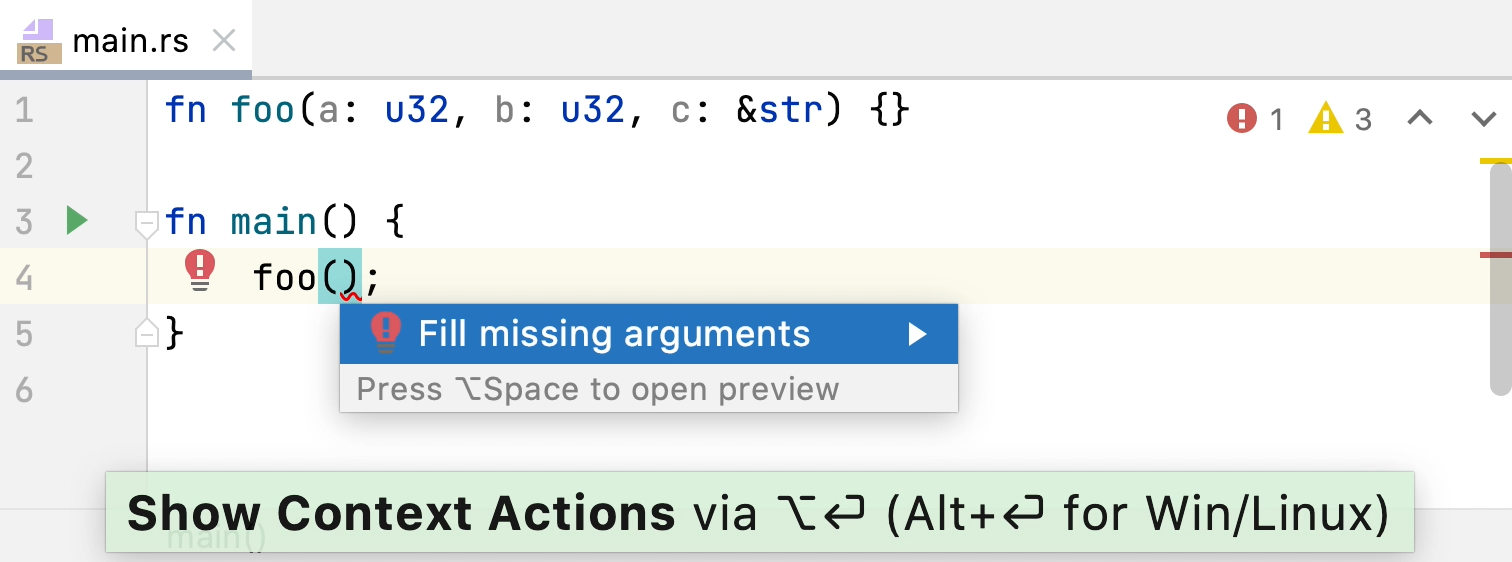 RS main.rs
1 fn foo(a: u32, b: u32, c: &str) {}
1 3
2
3 fn main() {
4 foo();
Fill missing arguments
5 }
Press ⌥Space to open preview
6
Show Context Actions via ⌥⏎ (Alt+⏎ for Win/Linux)
main()